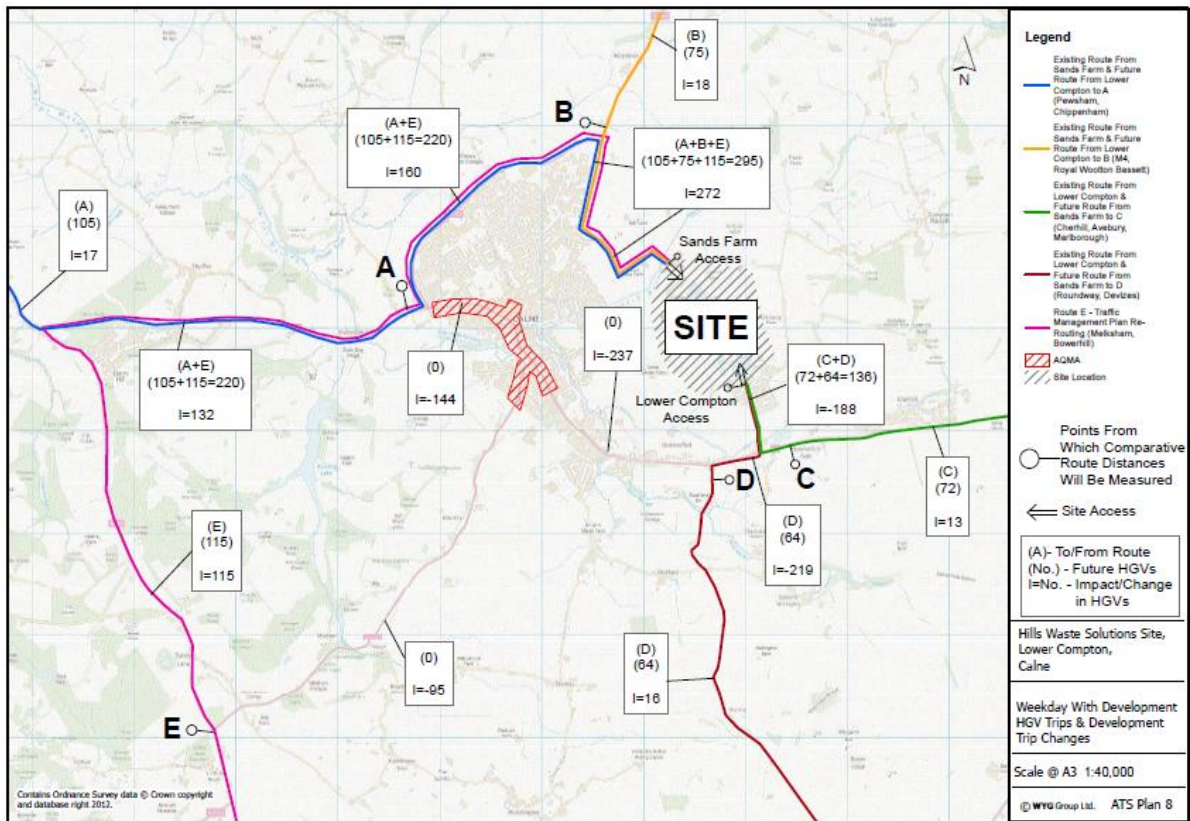 (B)
(75)
I=18
B
(A+E)
(105+115=220)
I=160
(A+B+E)
(105+75+115=295)
I=272
N
(A)
(105)
I=17
A
Sands Farm
Access
SITE
(0)
I=-237
(A+E)
(105+115=220)
I=132
(0)
I=-144
(C+D)
(72+64=136)
I=-188
Lower Compton
Access
D
C
(C)
(72)
I=13
(D)
(64)
I=-219
(E)
(115)
I=115
(0)
I=-95
(D)
(64)
I=16
E
Contains Ordnance Survey data © Crown copyright
and database right 2012.
Legend
Existing Route From
Sands Farm & Future
Route From Lower
Compton to A
(Pewsham,
Chippenham)
Existing Route From
Sands Farm & Future
Route From Lower
Compton to B (M4,
Royal Wootton Bassett)
Existing Route From
Lower Compton &
Future Route From
Sands Farm to C
(Cherhill, Avebury,
Marlborough)
Existing Route From
Lower Compton &
Future Route From
Sands Farm to D
(Roundway, Devizes)
Route E - Traffic
Management Plan Re-
Routing (Melksham,
Bowerhill)
AQMA
Site Location
Points From
Which Comparative
Route Distances
Will Be Measured
Site Access
(A)- To/From Route
(No.) - Future HGVs
I=No. - Impact/Change
in HGVs
Hills Waste Solutions Site,
Lower Compton,
Calne
Weekday With Development
HGV Trips & Development
Trip Changes
Scale @ A3 1:40,000
© WYG Group Ltd. ATS Plan 8